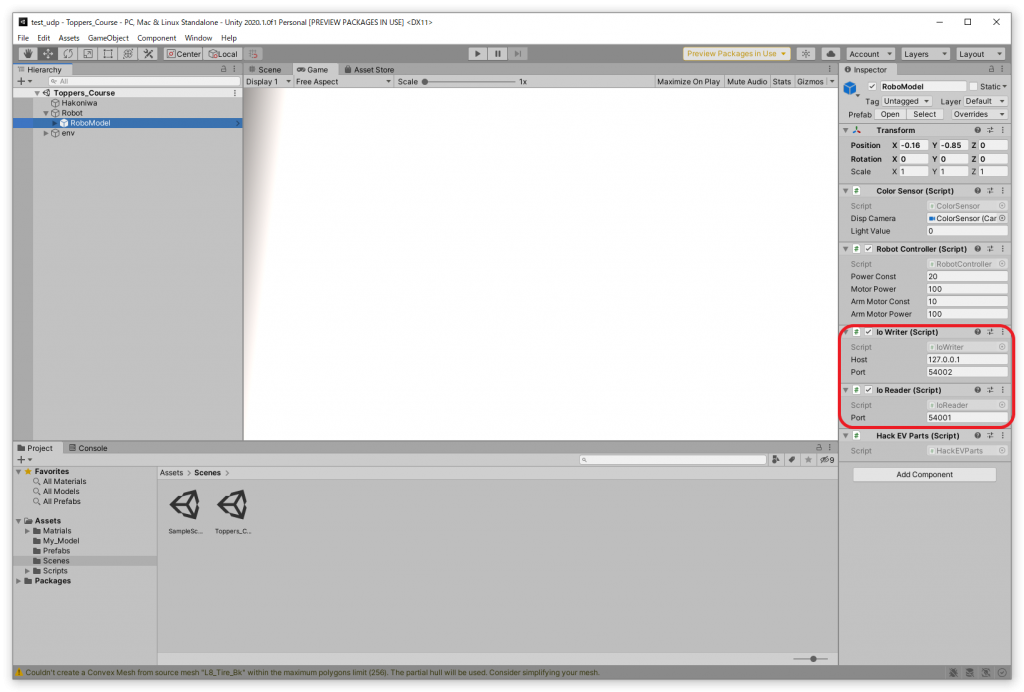 test_udp - Toppers_Course - PC, Mac & Linux Standalone - Unity 2020.1.0f1 Personal [PREVIEW PACKAGES IN USE] <DX11>
File Edit Assets GameObject Component Window Help
Center Local Preview Packages in Use Account Layers Layout
Hierarchy
All
Toppers_Course
Hakoniwa
Robot
RoboModel
env
Scene Game Asset Store
Display 1 Free Aspect Scale 1x Maximize On Play Mute Audio Stats Gizmos
Inspector
RoboModel Static
Tag Untagged Layer Default
Prefab Open Select Overrides
Transform
Position X -0.16 Y -0.85 Z 0
Rotation X 0 Y 0 Z 0
Scale X 1 Y 1 Z 1
Color Sensor (Script)
Script ColorSensor
Disp Camera ColorSensor (Car
Light Value 0
Robot Controller (Script)
Script RobotController
Power Const 20
Motor Power 100
Arm Motor Const 10
Arm Motor Power 100
Io Writer (Script)
Script IoWriter
Host 127.0.0.1
Port 54002
Io Reader (Script)
Script IoReader
Port 54001
Hack EV Parts (Script)
Script HackEVParts
Add Component
Project Console
9
Favorites
All Materials
All Models
All Prefabs
Assets
Matrials
My_Model
Prefabs
Scenes
Scripts
Packages
Assets > Scenes >
SampleSc... Toppers_C...
Couldn't create a Convex Mesh from source mesh "LB_Tire_Bk" within the maximum polygons limit (256). The partial hull will be used. Consider simplifying your mesh.